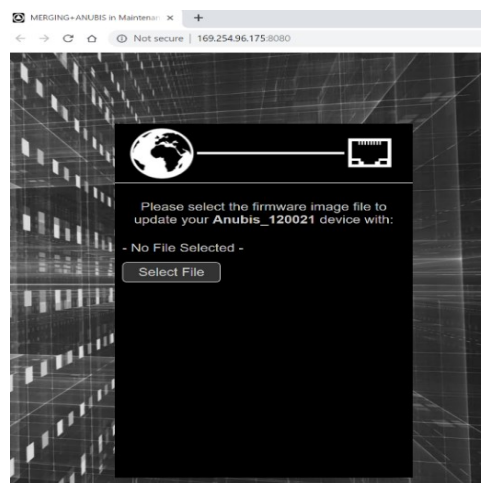 MERGING+ANUBIS in Maintenan
Not secure | 169.254.96.175:8080
Please select the firmware image file to
update your Anubis_120021 device with:
- No File Selected -
Select File